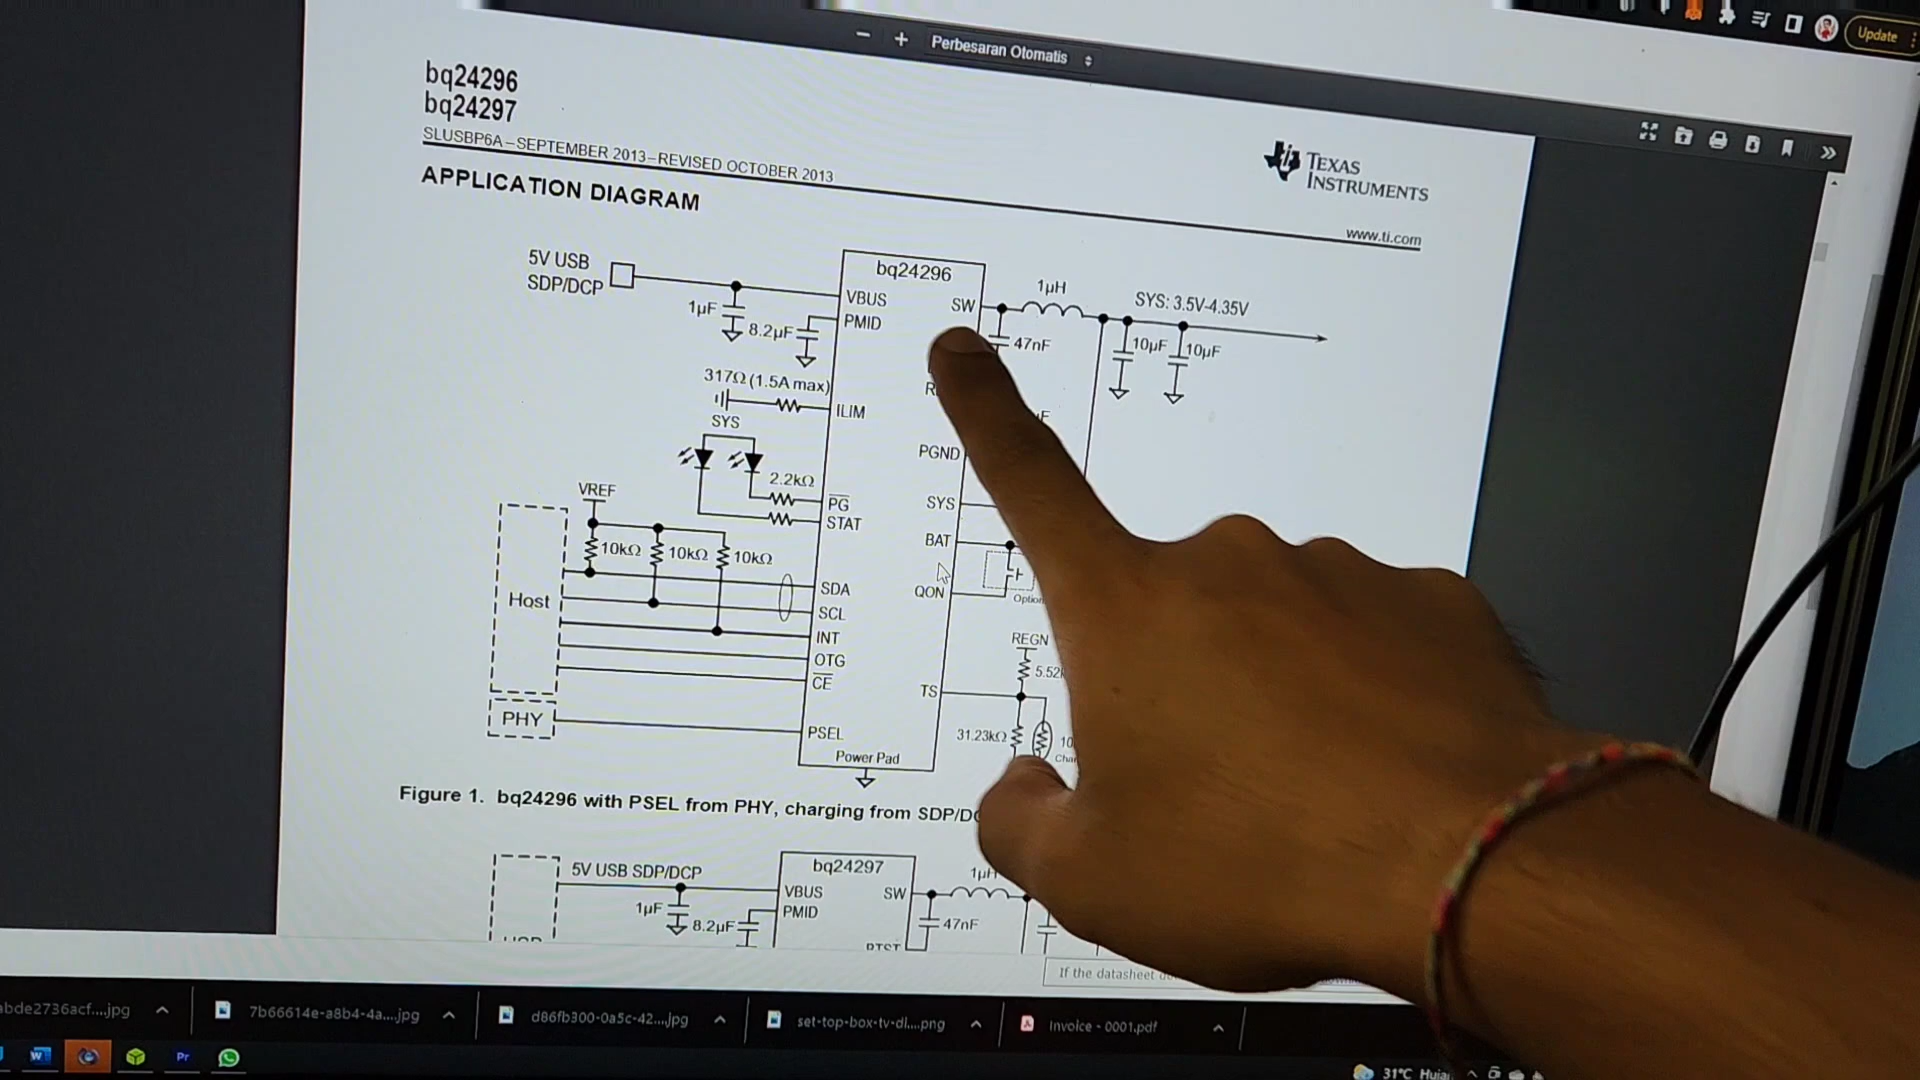 − + Perbesaran Otomatis
Update
bq24296
bq24297
SLUSBP6A – SEPTEMBER 2013 – REVISED OCTOBER 2013
TEXAS
INSTRUMENTS
www.ti.com
APPLICATION DIAGRAM
5V USB
SDP/DCP
1µF
8.2µF
bq24296
VBUS
PMID
SW
1µH
SYS: 3.5V-4.35V
47nF
10µF
10µF
317Ω (1.5A max)
ILIM
SYS
2.2kΩ
PG
STAT
PGND
SYS
BAT
QON
VREF
10kΩ
10kΩ
10kΩ
Host
SDA
SCL
INT
OTG
CE
PHY
PSEL
Power Pad
REGN
TS
31.23kΩ
Figure 1. bq24296 with PSEL from PHY, charging from
5V USB SDP/DCP
1µF
8.2µF
bq24297
VBUS
PMID
SW
1µH
47nF
If the datasheet
abde2736acf....jpg
7b66614e-a8b4-4a....jpg
d86fb300-0a5c-42....jpg
set-top-box-tv-di....png
Invoice - 0001.pdf
Pr
31°C